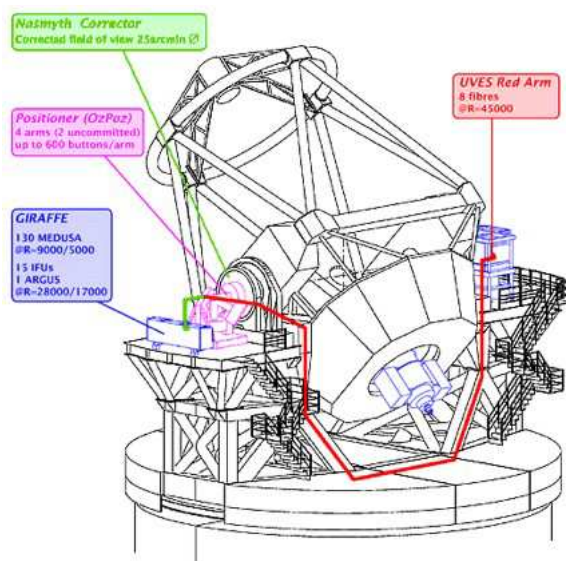 Nasmyth Corrector
Corrected field of view 25arcmin Ø
Positioner (OzPoz)
4 arms (2 uncommitted)
up to 600 buttons/arm
GIRAFFE
130 MEDUSA
@R~9000/5000
15 IFUs
1 ARGUS
@R~28000/17000
UVES Red Arm
8 fibres
@R~45000